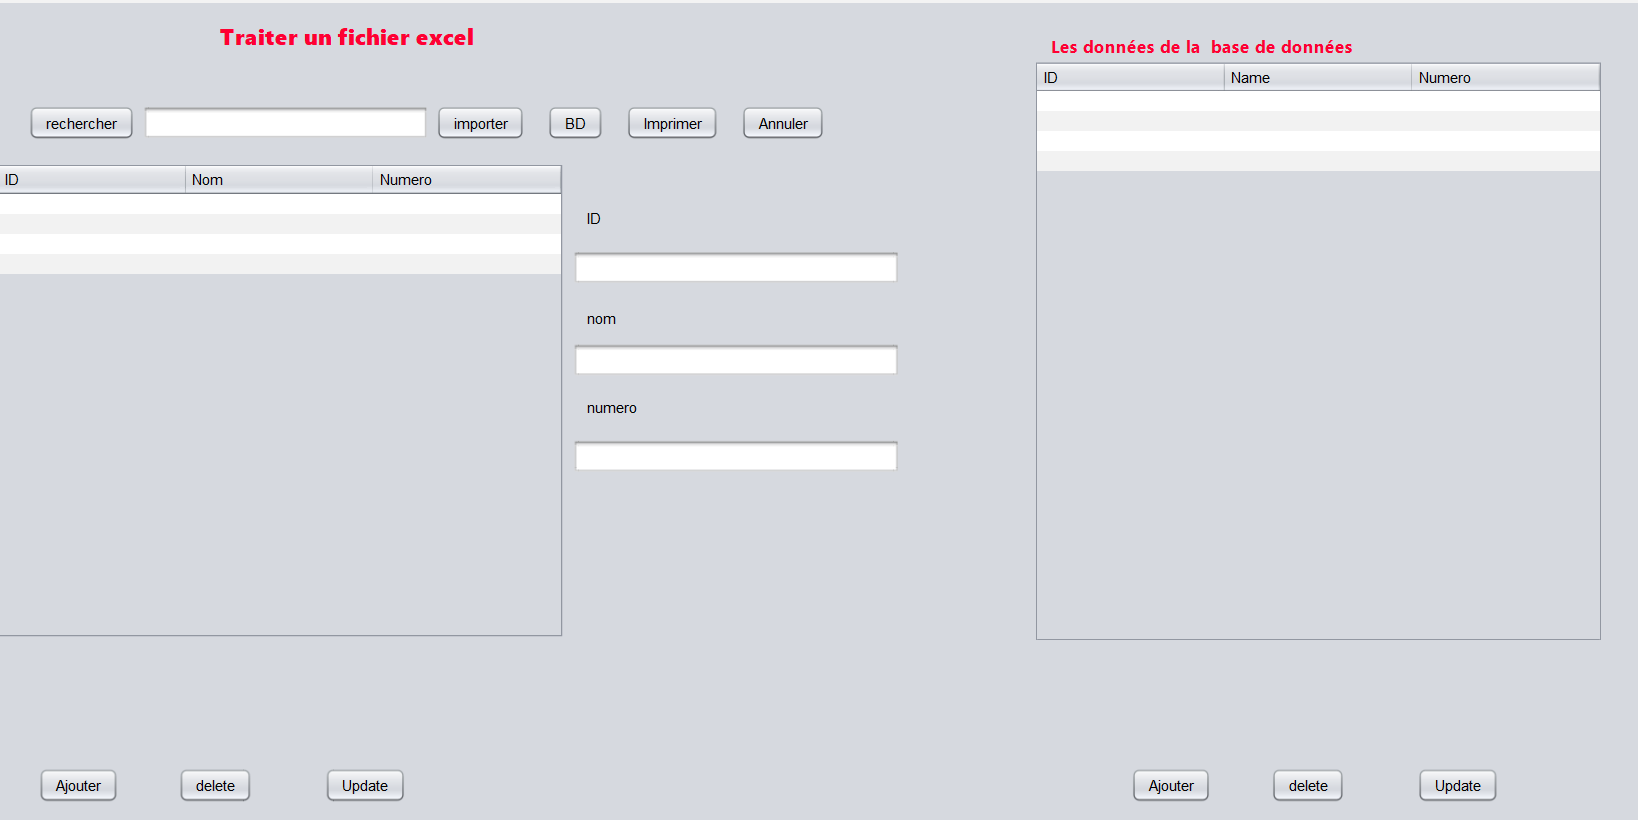 Traiter un fichier excel
Les données de la  base de données
ID Name Numero
rechercher importer BD Imprimer Annuler
ID Nom Numero
ID
nom
numero
Ajouter delete Update Ajouter delete Update